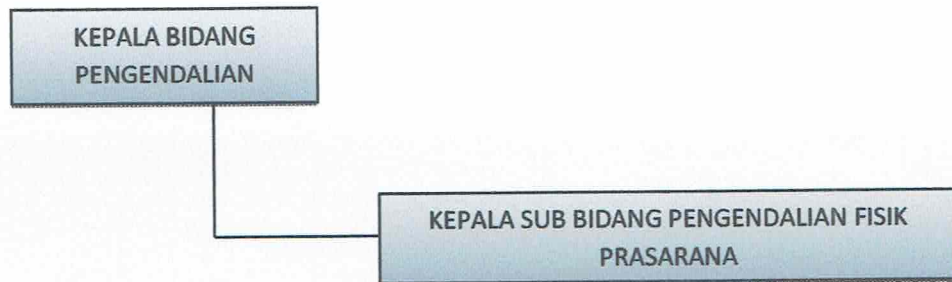 KEPALA BIDANG
PENGENDALIAN
KEPALA SUB BIDANG PENGENDALIAN FISIK
PRASARANA